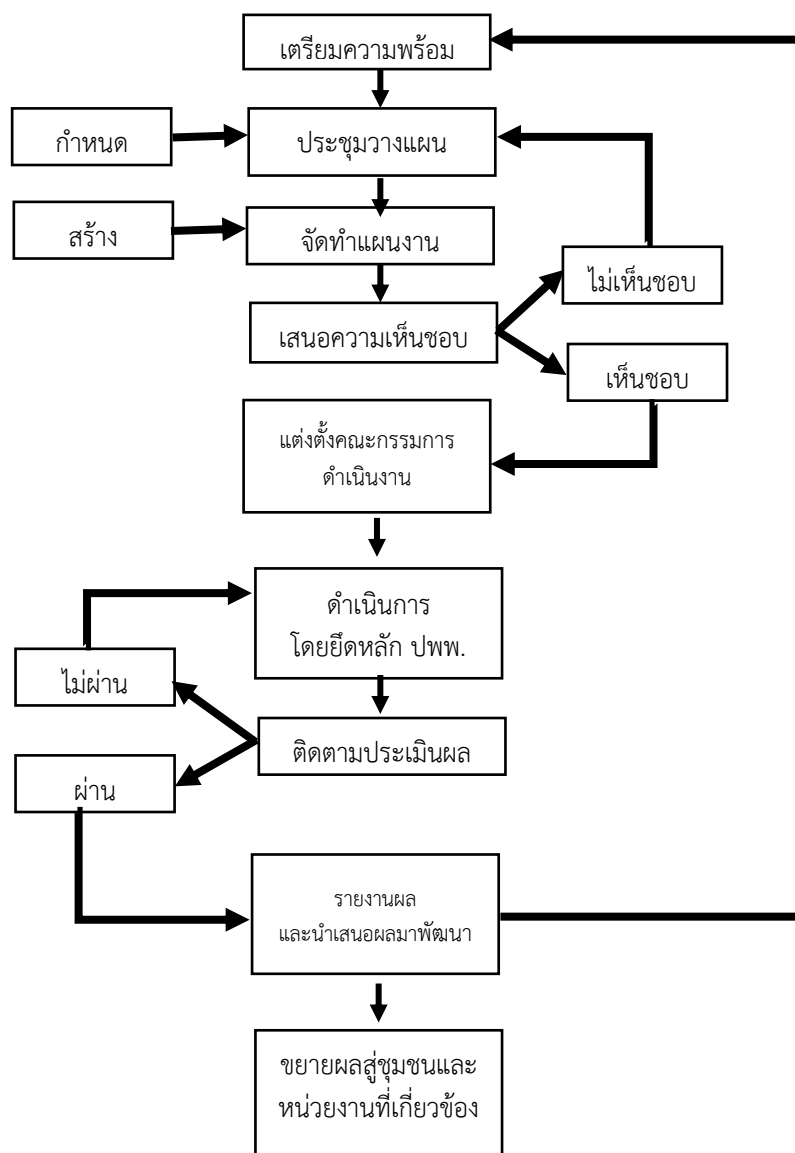 เตรียมความพร้อม
กำหนด
ประชุมวางแผน
สร้าง
จัดทำแผนงาน
ไม่เห็นชอบ
เสนอความเห็นชอบ
เห็นชอบ
แต่งตั้งคณะกรรมการ
ดำเนินงาน
ดำเนินการ
โดยยึดหลัก ปพพ.
ไม่ผ่าน
ติดตามประเมินผล
ผ่าน
รายงานผล
และนำเสนอผลมาพัฒนา
ขยายผลสู่ชุมชนและ
หน่วยงานที่เกี่ยวข้อง